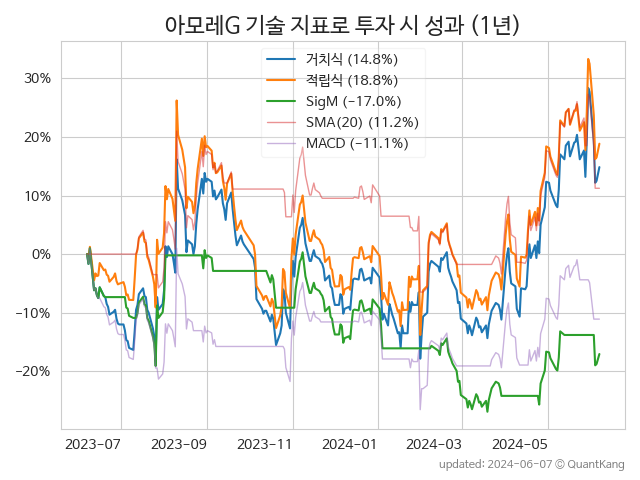 아모레G 기술 지표로 투자 시 성과 (1년)
거치식 (14.8%)
적립식 (18.8%)
SigM (−17.0%)
SMA(20) (11.2%)
MACD (−11.1%)
30%
20%
10%
0%
−10%
−20%
2023-07 2023-09 2023-11 2024-01 2024-03 2024-05
updated: 2024-06-07 © QuantKang